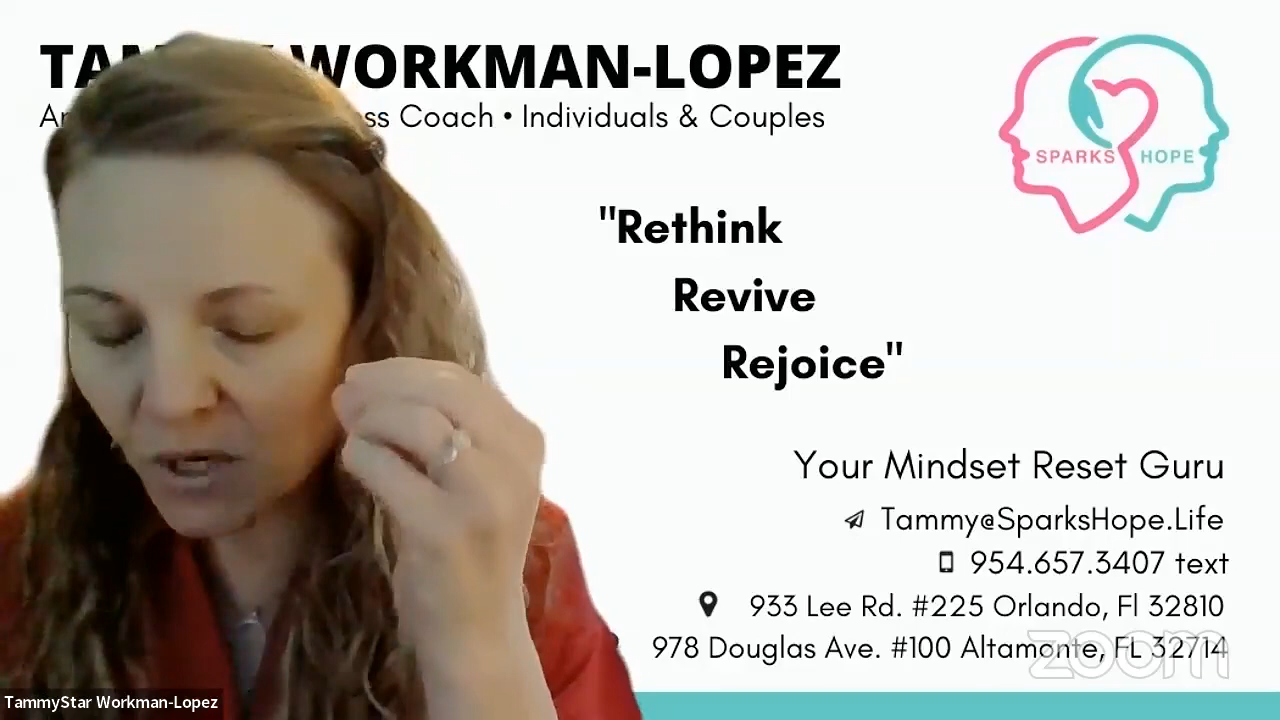 WORKMAN-LOPEZ
Coach • Individuals & Couples
SPARKS HOPE
"Rethink
Revive
Rejoice"
Your Mindset Reset Guru
Tammy@SparksHope.Life
954.657.3407 text
933 Lee Rd. #225 Orlando, Fl 32810
978 Douglas Ave. #100 Altamonte, FL 32714
zoom
TammyStar Workman-Lopez